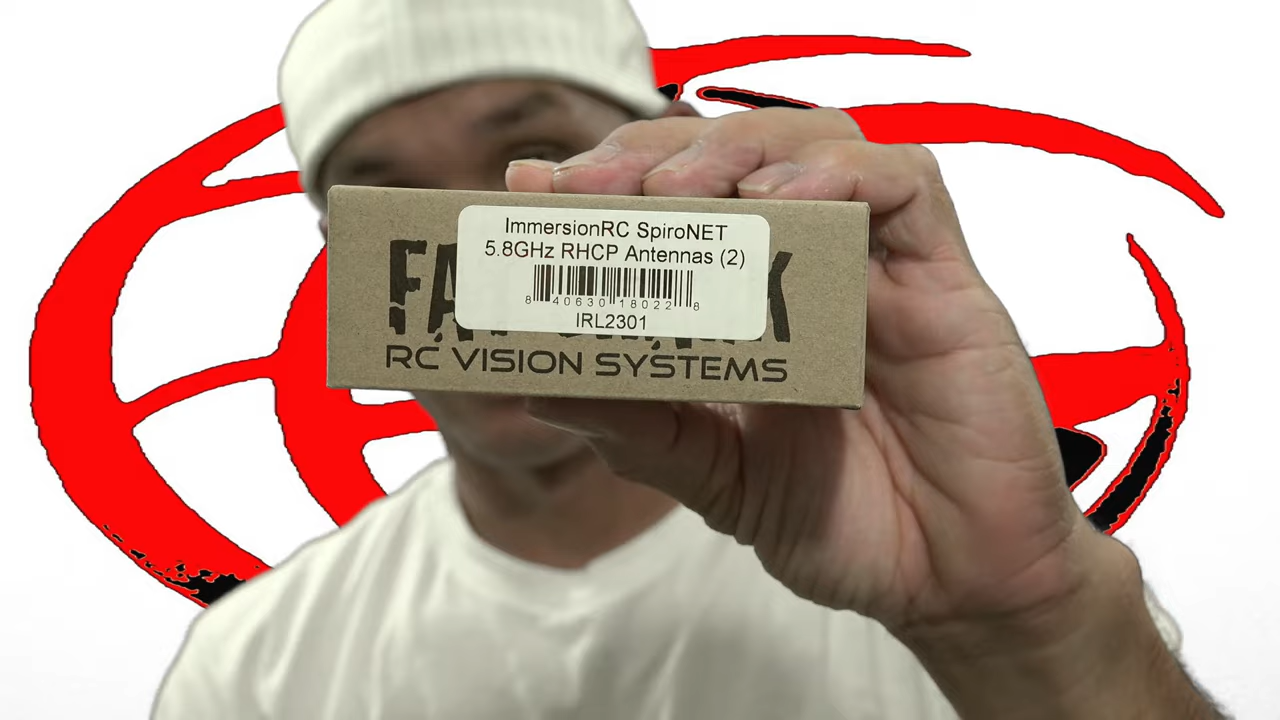 ImmersionRC SpiroNET
5.8GHz RHCP Antennas (2)
8 40630 18022 8
IRL2301
RC VISION SYSTEMS